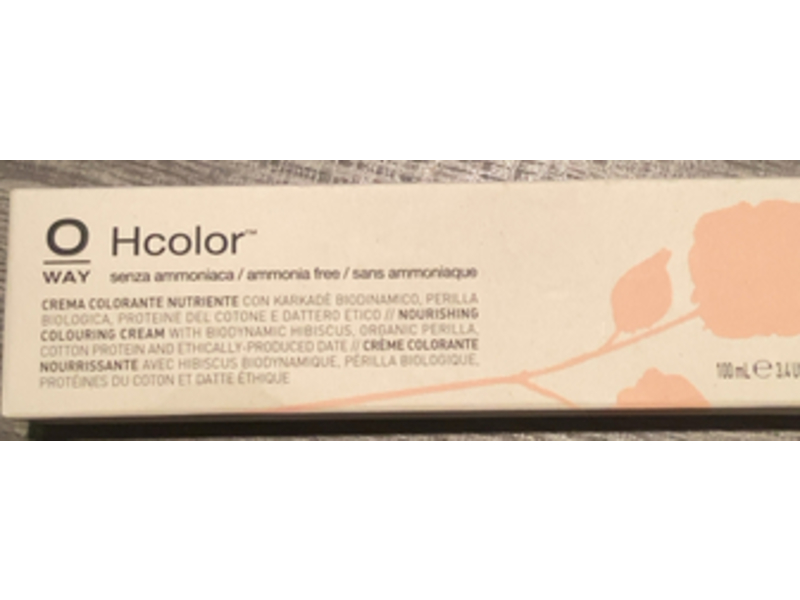 O
WAY
Hcolor™
senza ammoniaca / ammonia free / sans ammoniaque
CREMA COLORANTE NUTRIENTE CON KARKADÈ BIODINAMICO, PERILLA
BIOLOGICA, PROTEINE DEL COTONE E DATTERO ETICO // NOURISHING
COLOURING CREAM WITH BIODYNAMIC HIBISCUS, ORGANIC PERILLA,
COTTON PROTEIN AND ETHICALLY-PRODUCED DATE // CRÈME COLORANTE
NOURRISSANTE AVEC HIBISCUS BIODYNAMIQUE, PÉRILLA BIOLOGIQUE,
PROTÉINES DU COTON ET DATTE ÉTHIQUE
100 mL ℮ 3.4 U